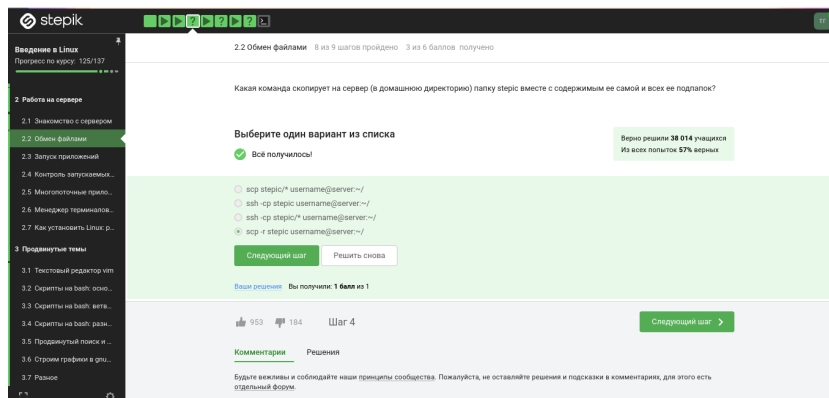 stepik
тг
Введение в Linux
Прогресс по курсу: 125/137
2 Работа на сервере
2.1 Знакомство с сервером
2.2 Обмен файлами
2.3 Запуск приложений
2.4 Контроль запускаемых...
2.5 Многопоточные прило...
2.6 Менеджер терминалов...
2.7 Как установить Linux: р...
3 Продвинутые темы
3.1 Текстовый редактор vim
3.2 Скрипты на bash: осно...
3.3 Скрипты на bash: ветв...
3.4 Скрипты на bash: разн...
3.5 Продвинутый поиск и ...
3.6 Строим графики в gnu...
3.7 Разное
2.2 Обмен файлами 8 из 9 шагов пройдено 3 из 6 баллов получено
Какая команда скопирует на сервер (в домашнюю директорию) папку stepic вместе с содержимым ее самой и всех ее подпапок?
Выберите один вариант из списка
Всё получилось!
Верно решили 38 014 учащихся
Из всех попыток 57% верных
scp stepic/* username@server:~/
ssh -cp stepic username@server:~/
ssh -cp stepic/* username@server:~/
scp -r stepic username@server:~/
Следующий шаг
Решить снова
Ваши решения Вы получили: 1 балл из 1
953 184 Шаг 4
Следующий шаг
Комментарии Решения
Будьте вежливы и соблюдайте наши принципы сообщества. Пожалуйста, не оставляйте решения и подсказки в комментариях, для этого есть
отдельный форум.